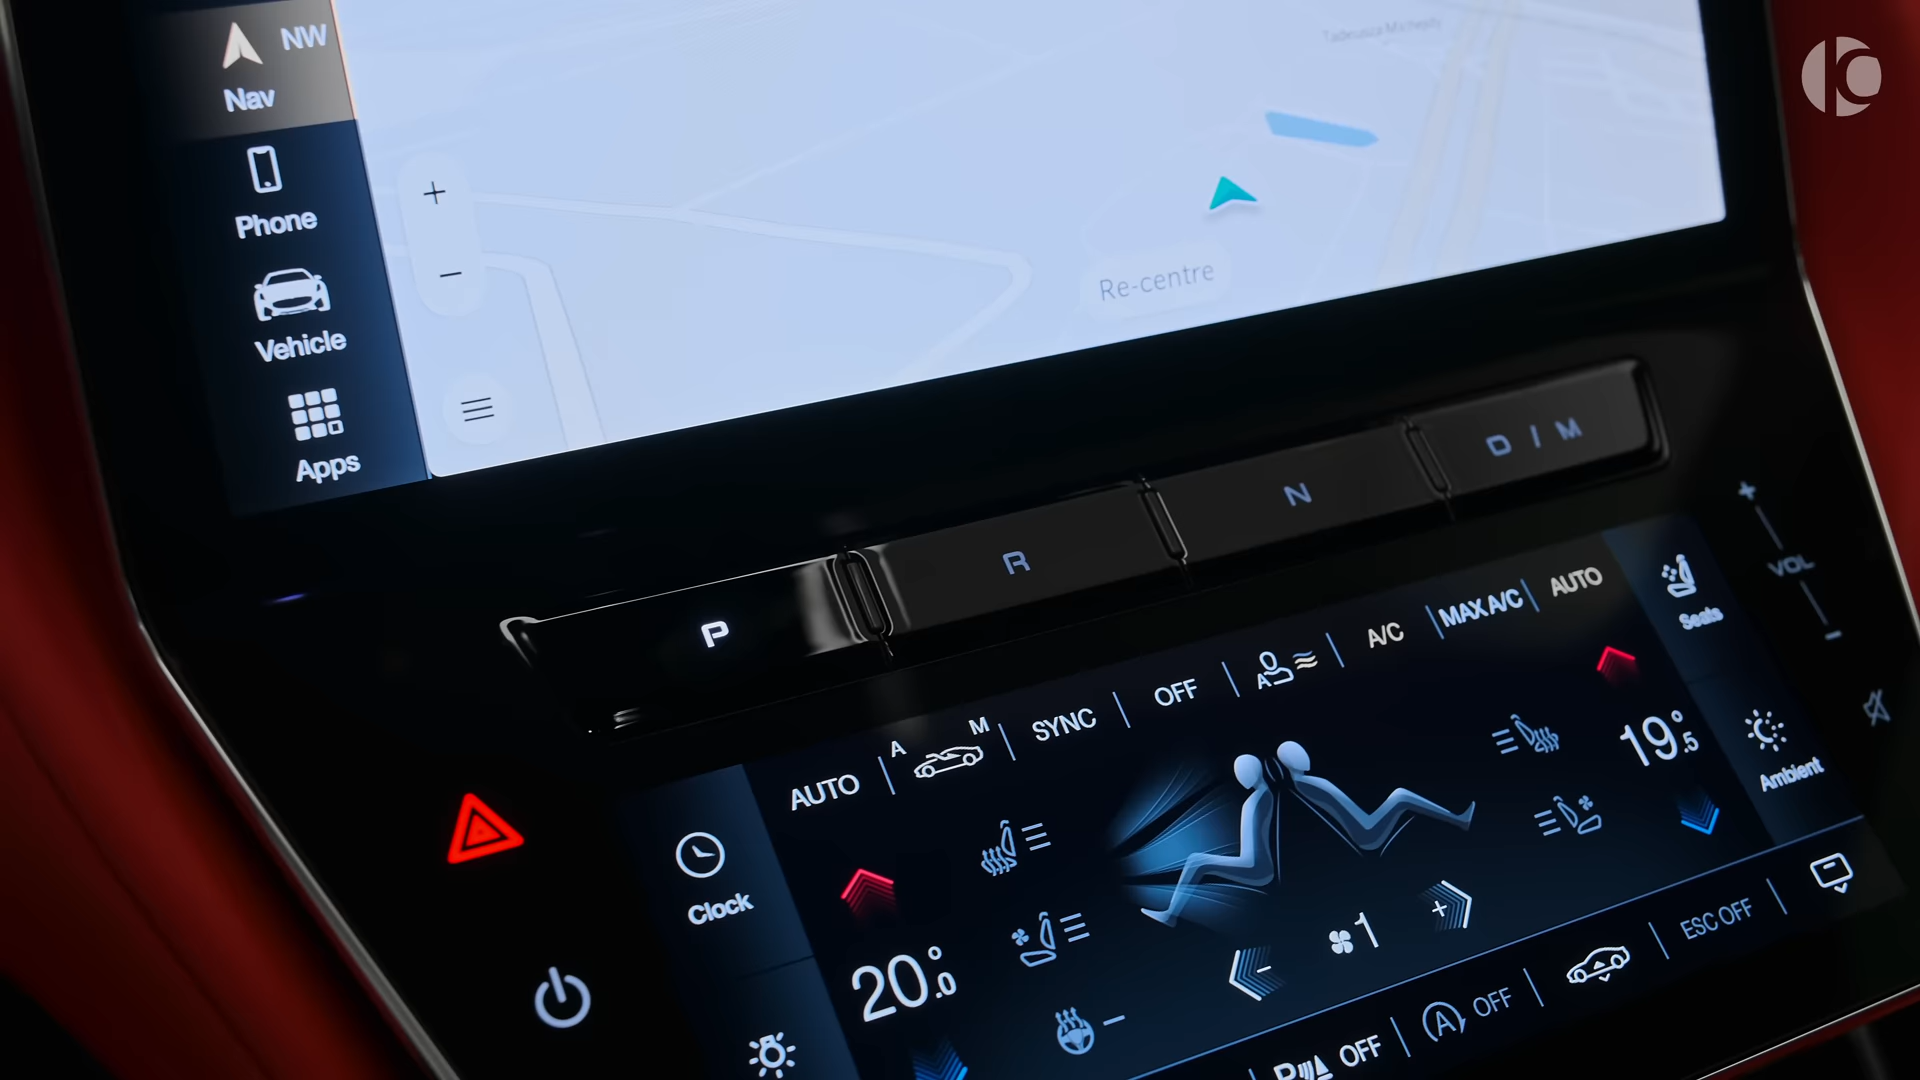 NW
Nav
Phone
Vehicle
Apps
+
−
Tadeusza
Re-centre
P
R
N
D / M
+
VOL
−
AUTO
A M
SYNC
OFF
A
A/C
MAX A/C
AUTO
Seats
Clock
20.0°
1
19.5°
Ambient
− +
OFF
A OFF
ESC OFF